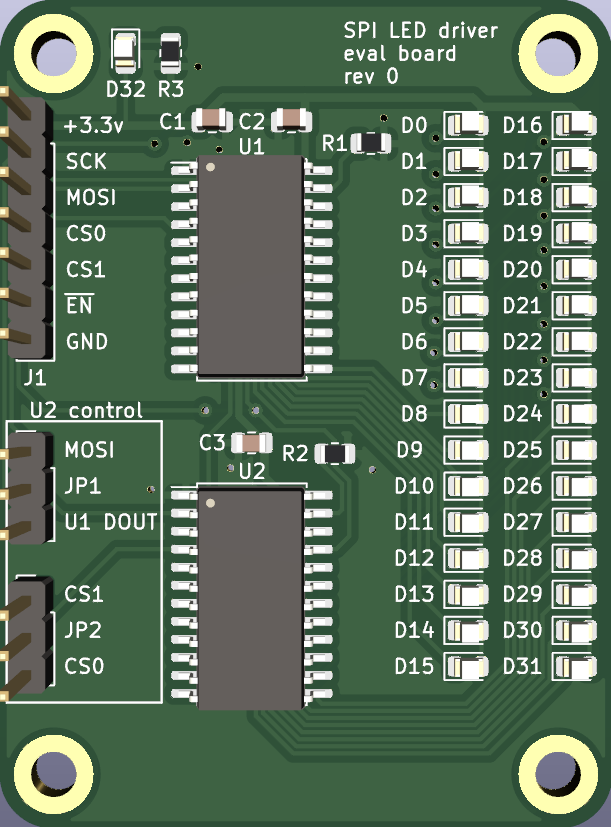 SPI LED driver
eval board
rev 0
D32 R3
C1 C2
U1
R1
+3.3v
SCK
MOSI
CS0
CS1
EN
GND
J1
D0 D16
D1 D17
D2 D18
D3 D19
D4 D20
D5 D21
D6 D22
D7 D23
D8 D24
D9 D25
D10 D26
D11 D27
D12 D28
D13 D29
D14 D30
D15 D31
U2 control
C3 R2
U2
MOSI
JP1
U1 DOUT
CS1
JP2
CS0